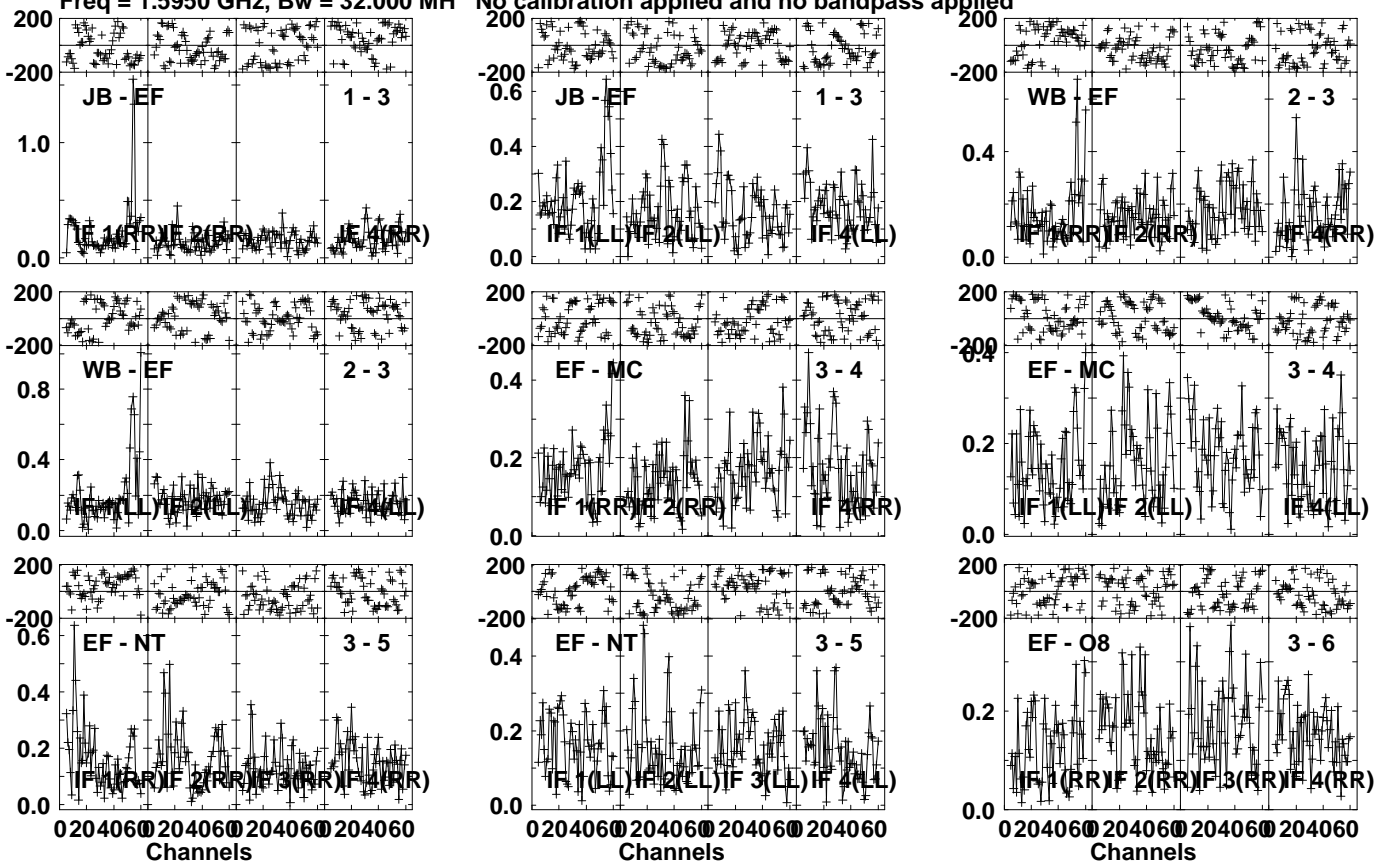 Freq = 1.5950 GHz, Bw = 32.000 MH No calibration applied and no bandpass applied
200 200 200
-200 -200 -200
JB - EF 1 - 3 JB - EF 1 - 3 WB - EF 2 - 3
0.6
1.0
0.4 0.4
0.2
IF 1(RR) IF 2(RR) IF 4(RR) IF 1(LL) IF 2(LL) IF 4(LL) IF 1(RR) IF 2(RR) IF 4(RR)
0.0 0.0 0.0
200 200 200
-200 -200 -200
0.4
WB - EF 2 - 3 EF - MC 3 - 4 EF - MC 3 - 4
0.8 0.4
0.4 0.2 0.2
IF 1(LL) IF 2(LL) IF 4(LL) IF 1(RR) IF 2(RR) IF 4(RR) IF 1(LL) IF 2(LL) IF 4(LL)
0.0 0.0 0.0
200 200 200
-200 -200 -200
0.6
EF - NT 3 - 5 EF - NT 3 - 5 EF - O8 3 - 6
0.4 0.4
0.2 0.2 0.2
IF 1(RR) IF 2(RR) IF 3(RR) IF 4(RR) IF 1(LL) IF 2(LL) IF 3(LL) IF 4(LL) IF 1(RR) IF 2(RR) IF 3(RR) IF 4(RR)
0.0 0.0 0.0
0 20 40 60 0 20 40 60 0 20 40 60 0 20 40 60 0 20 40 60 0 20 40 60 0 20 40 60 0 20 40 60 0 20 40 60 0 20 40 60 0 20 40 60 0 20 40 60
Channels Channels Channels